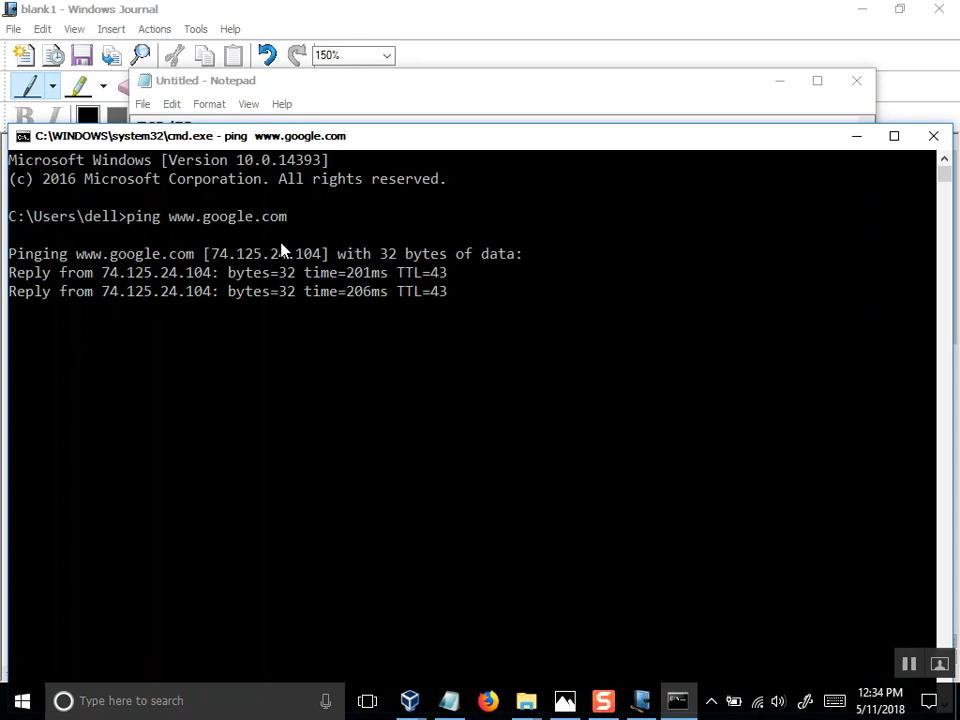 blank1 - Windows Journal
File Edit View Insert Actions Tools Help
150%
Untitled - Notepad
File Edit Format View Help
B I
C:\WINDOWS\system32\cmd.exe - ping  www.google.com
Microsoft Windows [Version 10.0.14393]
(c) 2016 Microsoft Corporation. All rights reserved.
C:\Users\dell>ping www.google.com
Pinging www.google.com [74.125.24.104] with 32 bytes of data:
Reply from 74.125.24.104: bytes=32 time=201ms TTL=43
Reply from 74.125.24.104: bytes=32 time=206ms TTL=43
Type here to search
12:34 PM
5/11/2018